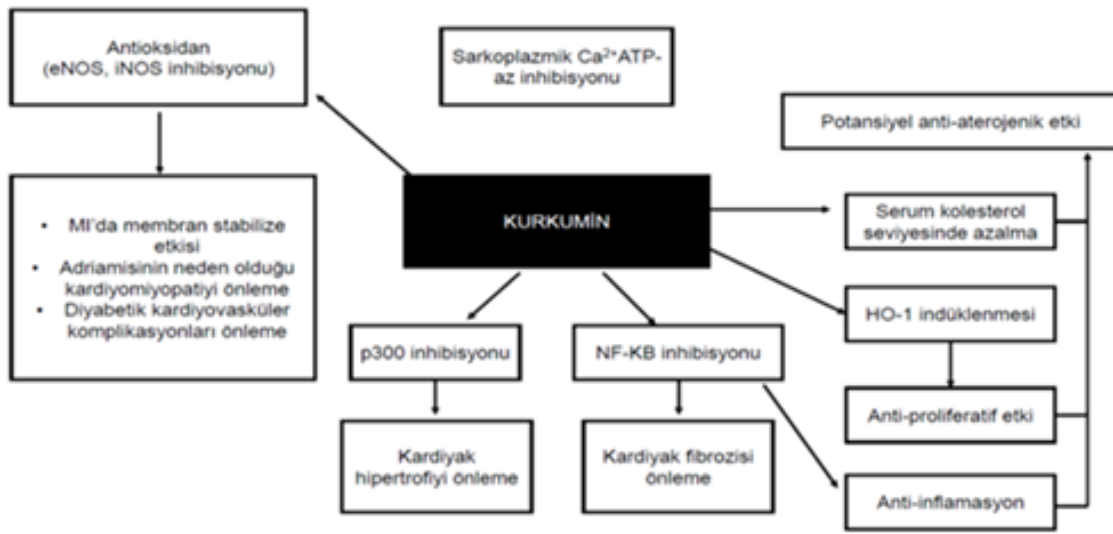 Antioksidan
(eNOS, iNOS inhibisyonu)
Sarkoplazmik Ca²⁺ATP-
az inhibisyonu
Potansiyel anti-aterojenik etki
• MI'da membran stabilize
etkisi
• Adriamisinin neden olduğu
kardiyomiyopatiyi önleme
• Diyabetik kardiyovasküler
komplikasyonları önleme
KURKUMİN
Serum kolesterol
seviyesinde azalma
HO-1 indüklenmesi
p300 inhibisyonu
NF-KB inhibisyonu
Anti-proliferatif etki
Kardiyak
hipertrofiyi önleme
Kardiyak fibrozisi
önleme
Anti-inflamasyon